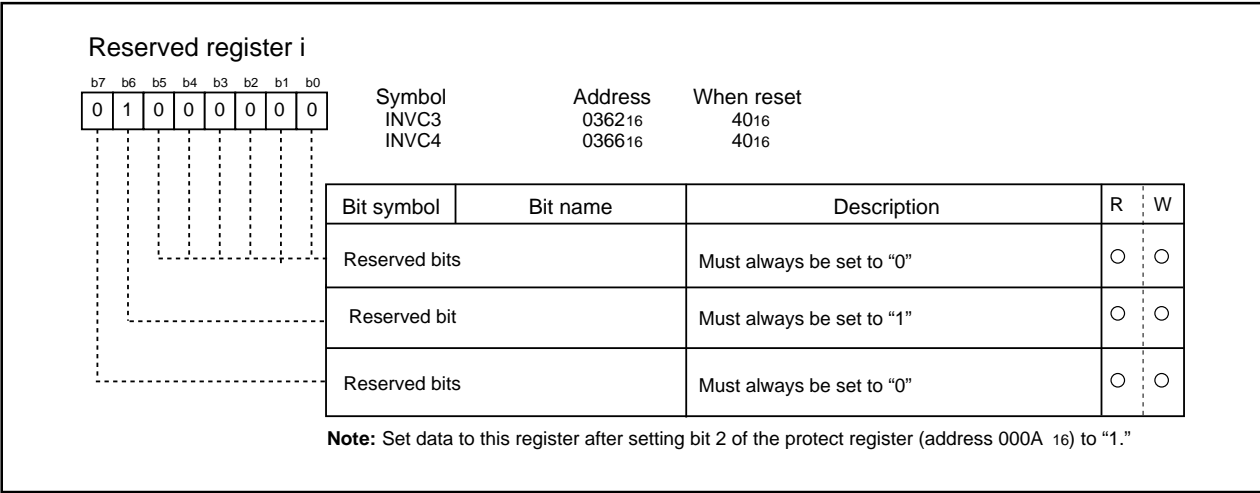 Reserved register i
b7 b6 b5 b4 b3 b2 b1 b0
0 1 0 0 0 0 0 0
Symbol Address When reset
INVC3 036216 4016
INVC4 036616 4016
Bit symbol Bit name Description R W
Reserved bits Must always be set to “0” ○ ○
Reserved bit Must always be set to “1” ○ ○
Reserved bits Must always be set to “0” ○ ○
Note: Set data to this register after setting bit 2 of the protect register (address 000A 16) to “1.”